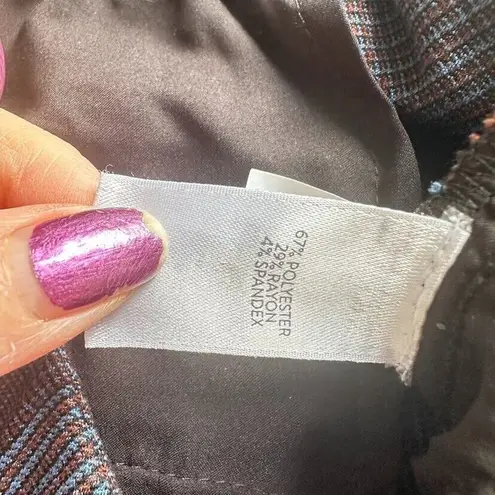 67% POLYESTER
29% RAYON
4% SPANDEX